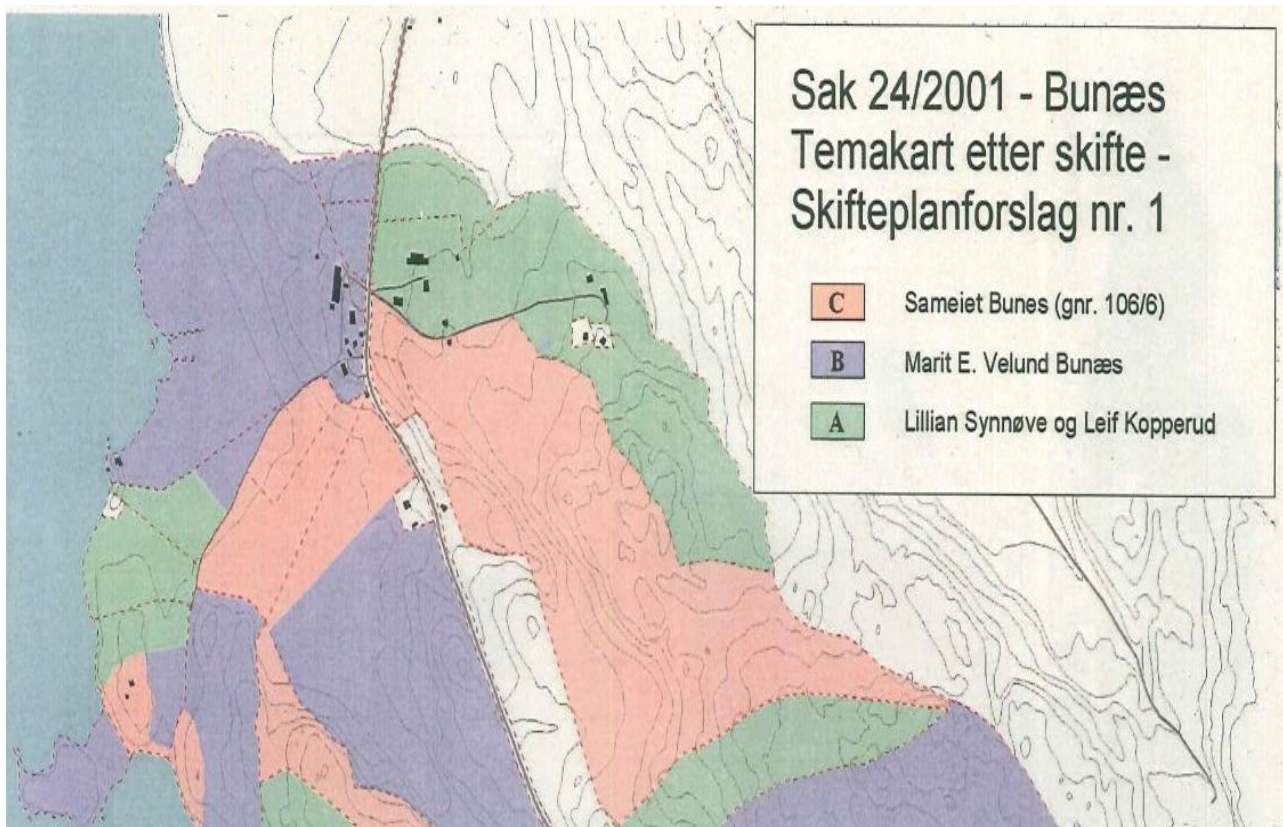 Sak 24/2001 - Bunæs
Temakart etter skifte -
Skifteplanforslag nr. 1
C Sameiet Bunes (gnr. 106/6)
B Marit E. Velund Bunæs
A Lillian Synnøve og Leif Kopperud